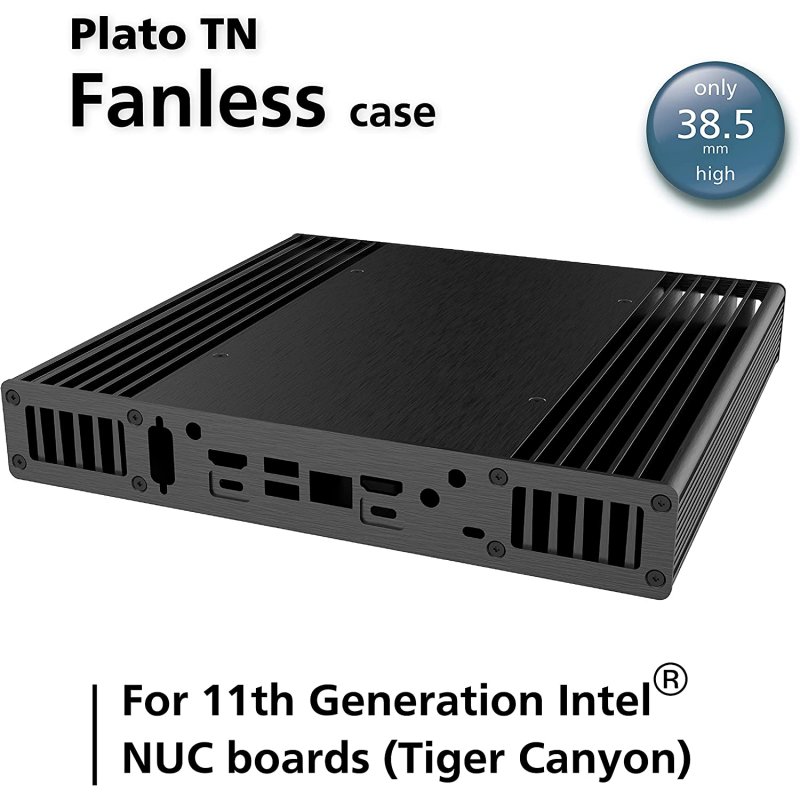 Plato TN
Fanless case
only
38.5
mm
high
For 11th Generation Intel®
NUC boards (Tiger Canyon)